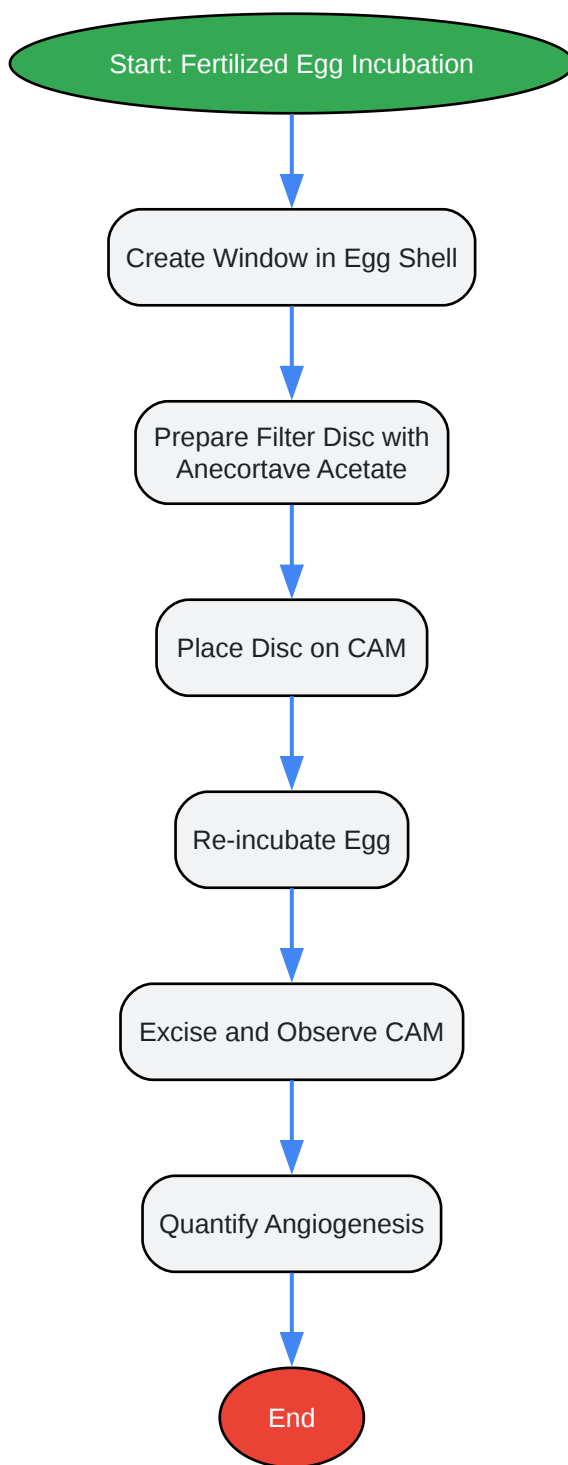 Start: Fertilized Egg Incubation
Create Window in Egg Shell
Prepare Filter Disc with
Anecortave Acetate
Place Disc on CAM
Re-incubate Egg
Excise and Observe CAM
Quantify Angiogenesis
End